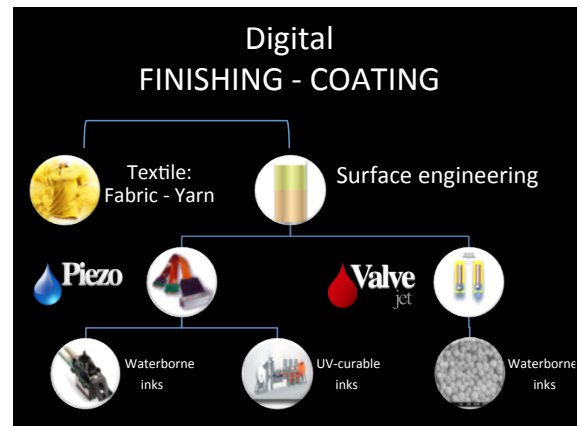 Digital
FINISHING - COATING
Textile:
Fabric - Yarn
Surface engineering
Piezo
Valve
jet
Waterborne
inks
UV-curable
inks
Waterborne
inks